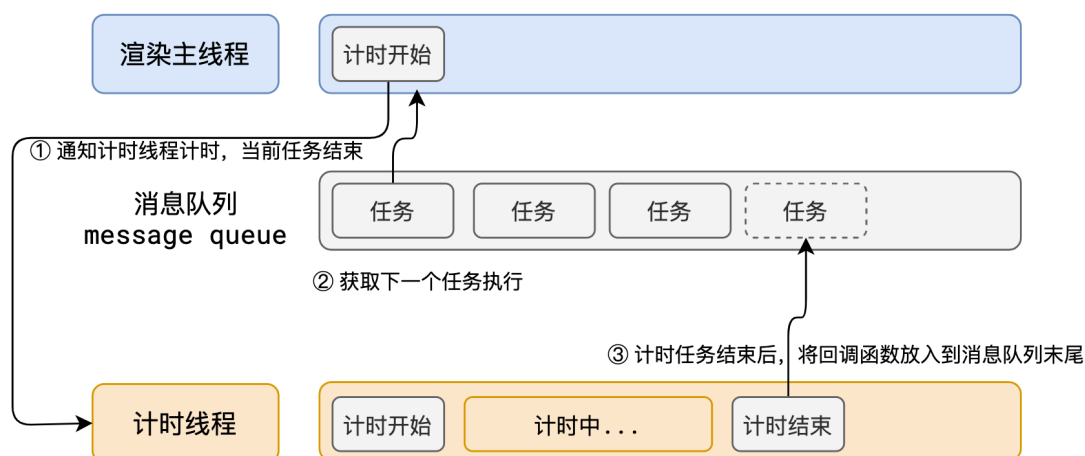 渲染主线程
计时开始
① 通知计时线程计时，当前任务结束
消息队列
message queue
任务
任务
任务
任务
② 获取下一个任务执行
③ 计时任务结束后，将回调函数放入到消息队列末尾
计时线程
计时开始
计时中...
计时结束